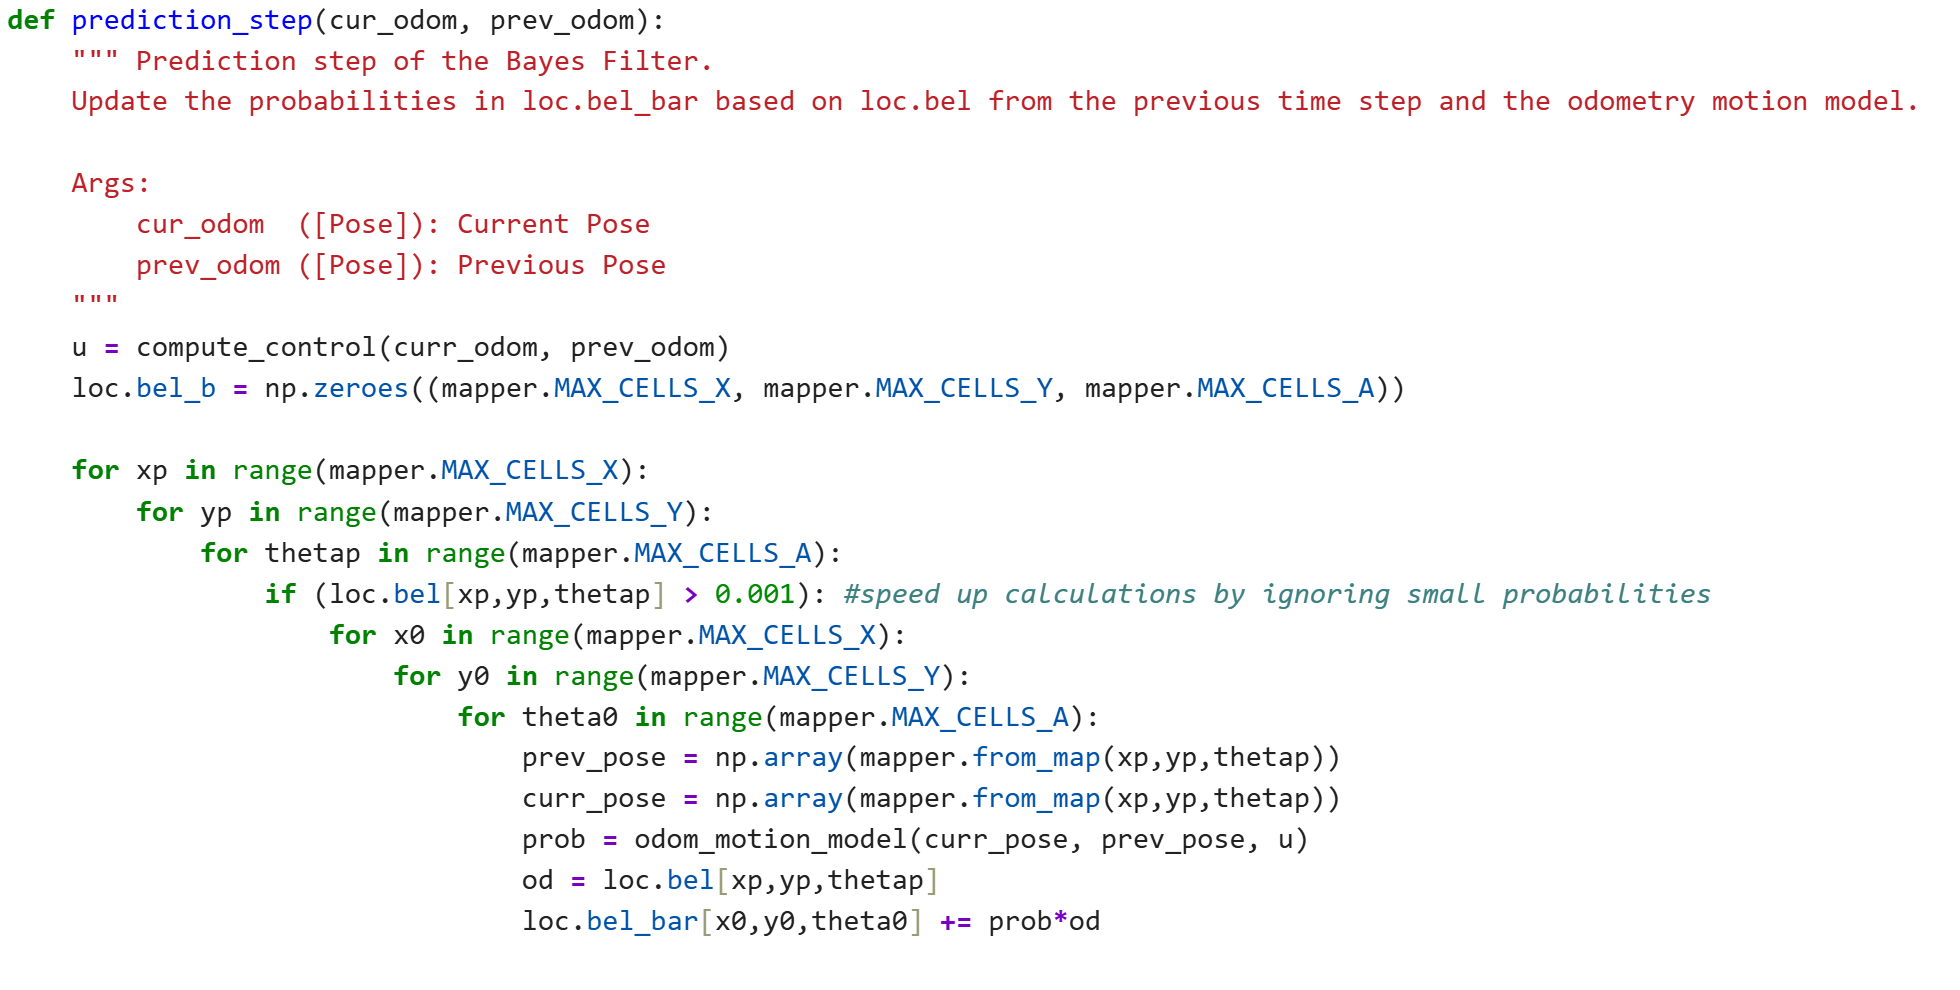 def prediction_step(cur_odom, prev_odom):
    """ Prediction step of the Bayes Filter.
    Update the probabilities in loc.bel_bar based on loc.bel from the previous time step and the odometry motion model.

    Args:
        cur_odom  ([Pose]): Current Pose
        prev_odom ([Pose]): Previous Pose
    """
    u = compute_control(curr_odom, prev_odom)
    loc.bel_b = np.zeroes((mapper.MAX_CELLS_X, mapper.MAX_CELLS_Y, mapper.MAX_CELLS_A))

    for xp in range(mapper.MAX_CELLS_X):
        for yp in range(mapper.MAX_CELLS_Y):
            for thetap in range(mapper.MAX_CELLS_A):
                if (loc.bel[xp,yp,thetap] > 0.001): #speed up calculations by ignoring small probabilities
                    for x0 in range(mapper.MAX_CELLS_X):
                        for y0 in range(mapper.MAX_CELLS_Y):
                            for theta0 in range(mapper.MAX_CELLS_A):
                                prev_pose = np.array(mapper.from_map(xp,yp,thetap))
                                curr_pose = np.array(mapper.from_map(xp,yp,thetap))
                                prob = odom_motion_model(curr_pose, prev_pose, u)
                                od = loc.bel[xp,yp,thetap]
                                loc.bel_bar[x0,y0,theta0] += prob*od